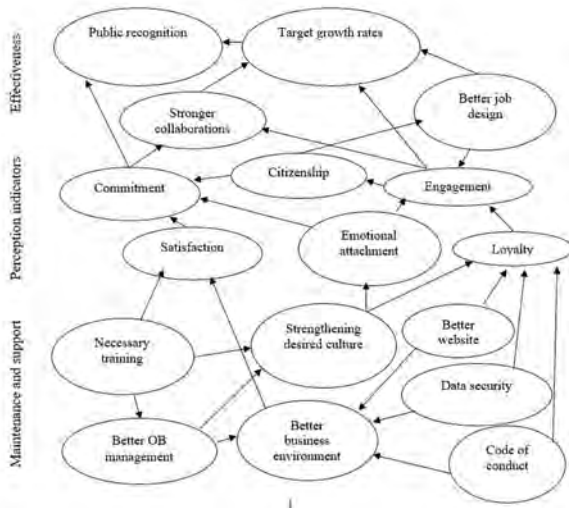 Effectiveness
Public recognition
Target growth rates
Stronger
collaborations
Better job
design
Perception indicators
Commitment
Citizenship
Engagement
Satisfaction
Emotional
attachment
Loyalty
Maintenance and support
Necessary
training
Strengthening
desired culture
Better
website
Data security
Better OB
management
Better
business
environment
Code of
conduct